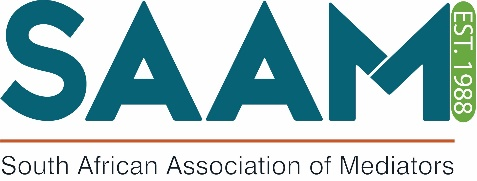 SAAM
EST. 1988
South African Association of Mediators